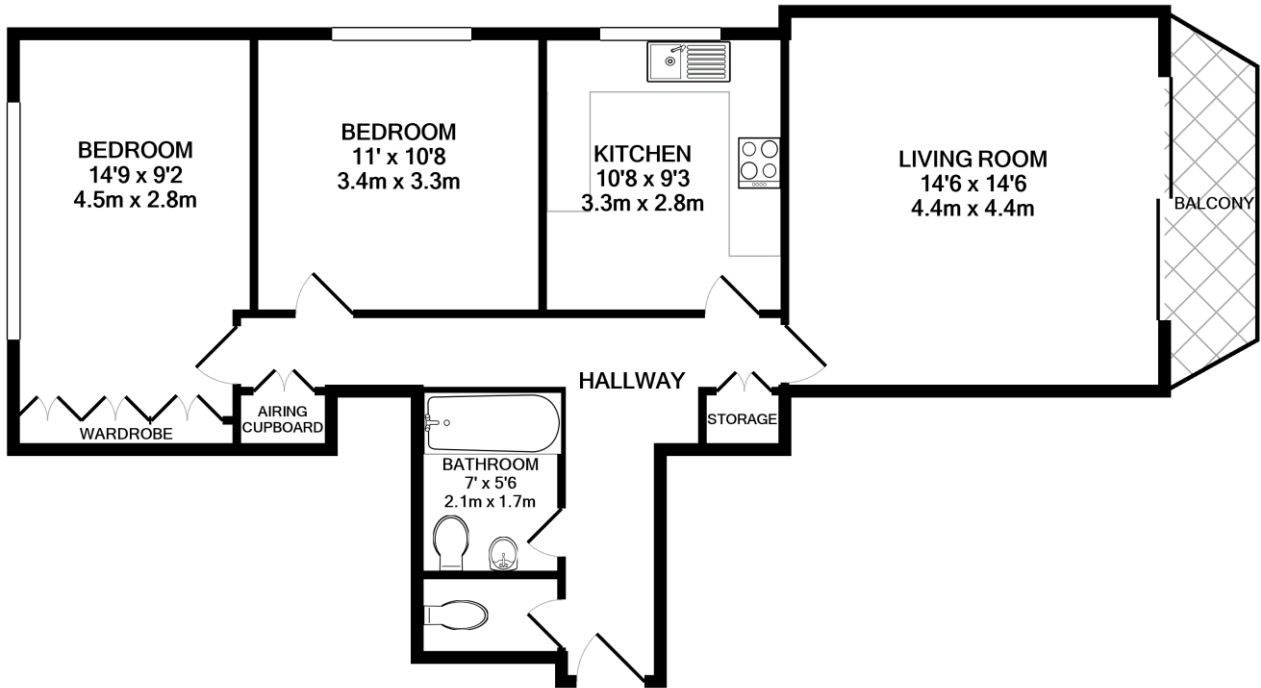 BEDROOM
14'9 x 9'2
4.5m x 2.8m
BEDROOM
11' x 10'8
3.4m x 3.3m
KITCHEN
10'8 x 9'3
3.3m x 2.8m
LIVING ROOM
14'6 x 14'6
4.4m x 4.4m
BALCONY
HALLWAY
WARDROBE
AIRING
CUPBOARD
STORAGE
BATHROOM
7' x 5'6
2.1m x 1.7m